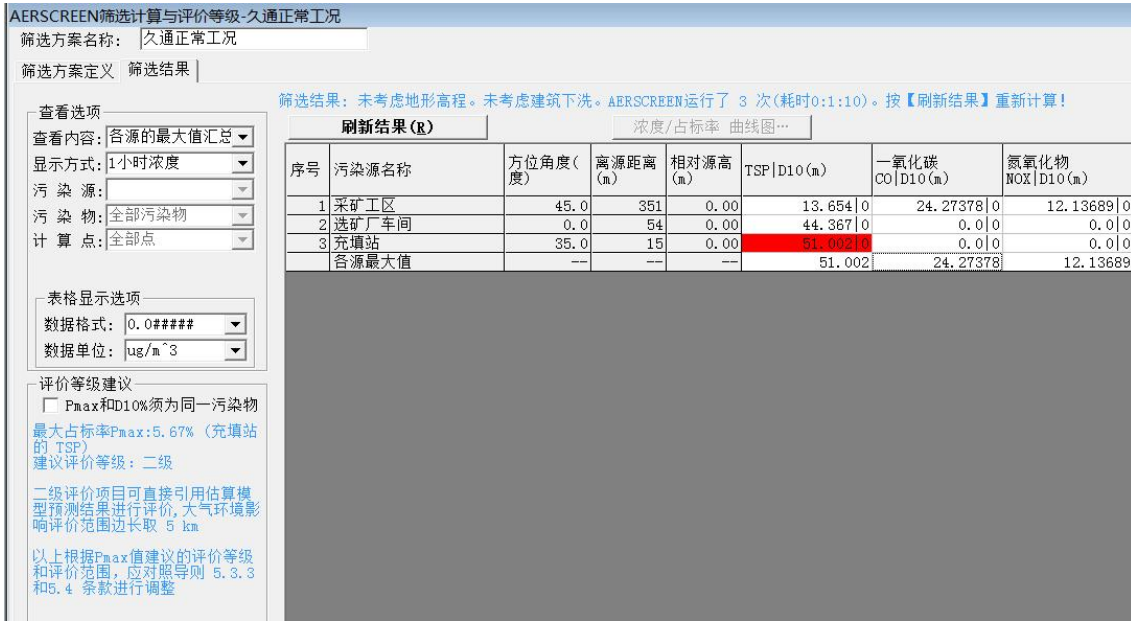 AERSCREEN筛选计算与评价等级-久通正常工况
筛选方案名称： 久通正常工况
筛选方案定义 筛选结果
查看选项
查看内容: 各源的最大值汇总
显示方式: 1小时浓度
污 染 源:
污 染 物: 全部污染物
计 算 点: 全部点
表格显示选项
数据格式: 0.0#####
数据单位: ug/m^3
评价等级建议
Pmax和D10%须为同一污染物
最大占标率Pmax:5.67% (充填站
的 TSP)
建议评价等级: 二级
二级评价项目可直接引用估算模
型预测结果进行评价,大气环境影
响评价范围边长取 5 km
以上根据Pmax值建议的评价等级
和评价范围，应对照导则 5.3.3
和5.4 条款进行调整
筛选结果: 未考虑地形高程。未考虑建筑下洗。AERSCREEN运行了 3 次(耗时0:1:10)。按【刷新结果】重新计算!
刷新结果(R) 浓度/占标率 曲线图…
序号 污染源名称 方位角度(度) 离源距离(m) 相对源高(m) TSP|D10(m) 一氧化碳CO|D10(m) 氮氧化物NOX|D10(m)
1 采矿工区 45.0 351 0.00 13.654|0 24.27378|0 12.13689|0
2 选矿厂车间 0.0 54 0.00 44.367|0 0.0|0 0.0|0
3 充填站 35.0 15 0.00 51.002|0 0.0|0 0.0|0
各源最大值 -- -- -- 51.002 24.27378 12.13689